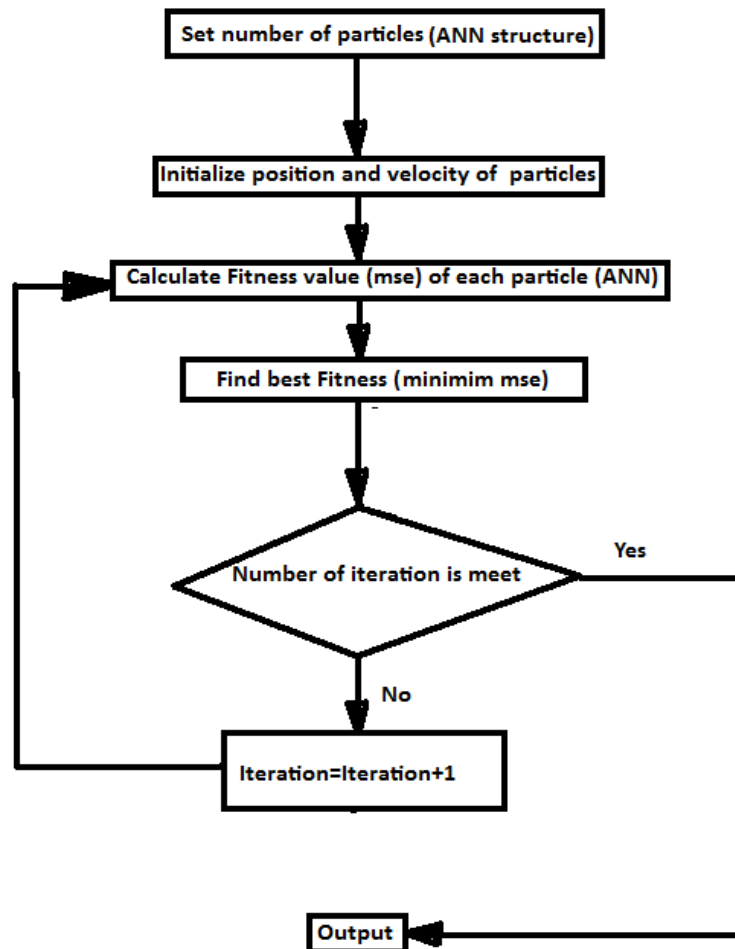 Set number of particles (ANN structure)
Initialize position and velocity of particles
Calculate Fitness value (mse) of each particle (ANN)
Find best Fitness (minimim mse)
Yes
Number of iteration is meet
No
Iteration=Iteration+1
Output